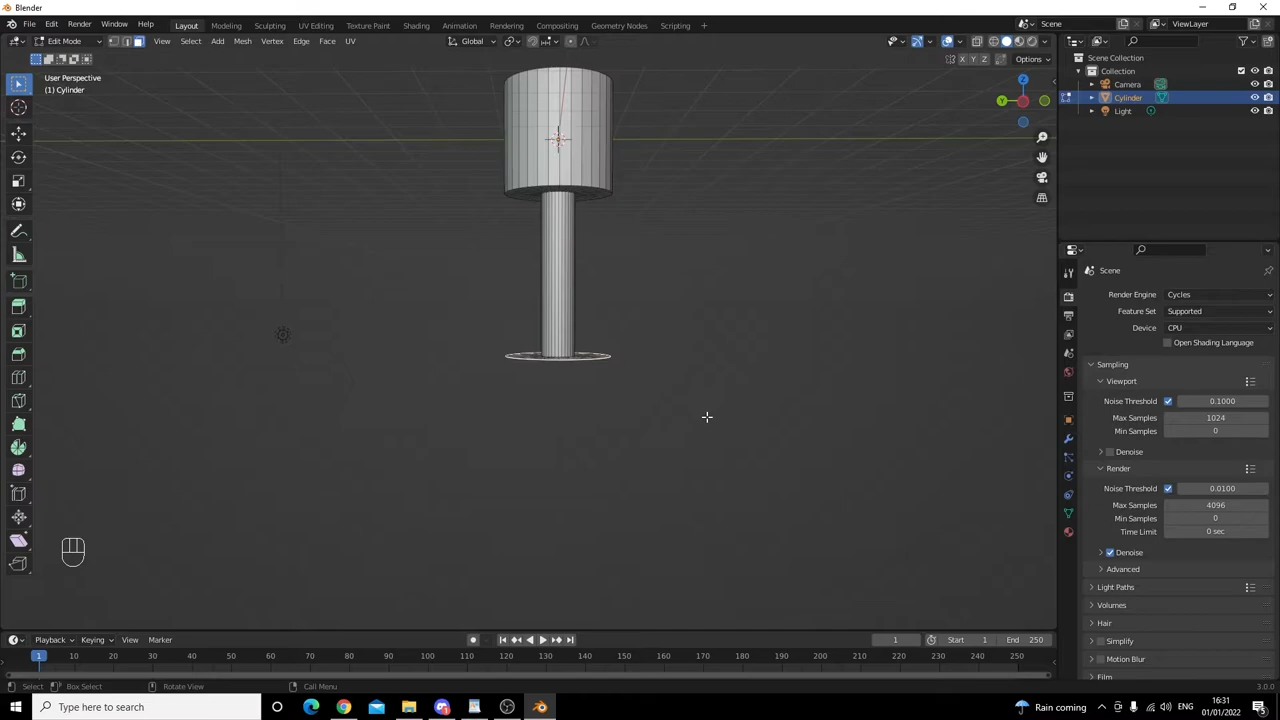 Blender
File Edit Render Window Help Layout Modeling Sculpting UV Editing Texture Paint Shading Animation Rendering Compositing Geometry Nodes Scripting + Scene ViewLayer
Edit Mode View Select Add Mesh Vertex Edge Face UV Global
X Y Z Options
User Perspective
(1) Cylinder
Z
Y
Scene Collection
Collection
Camera
Cylinder
Light
Scene
Render Engine Cycles
Feature Set Supported
Device CPU
Open Shading Language
Sampling
Viewport
Noise Threshold 0.1000
Max Samples 1024
Min Samples 0
Denoise
Render
Noise Threshold 0.0100
Max Samples 4096
Min Samples 0
Time Limit 0 sec
Denoise
Advanced
Light Paths
Volumes
Hair
Simplify
Motion Blur
Film
Playback Keying View Marker 1 Start 1 End 250
1 10 20 30 40 50 60 70 80 90 100 110 120 130 140 150 160 170 180 190 200 210 220 230 240 250
Select Box Select Rotate View Call Menu 3.0.0
Type here to search Rain coming ENG 16:31 01/01/2022